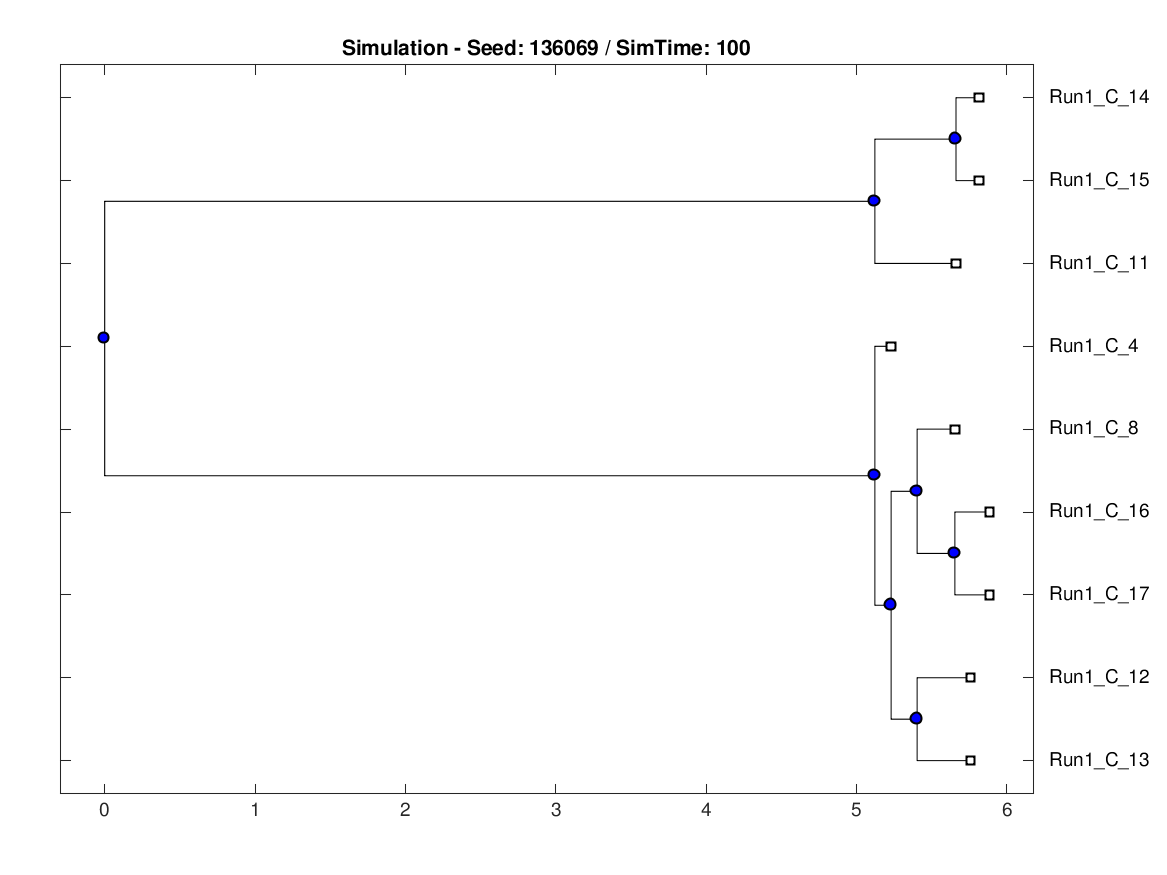 Simulation - Seed: 136069 / SimTime: 100
Run1_C_14
Run1_C_15
Run1_C_11
Run1_C_4
Run1_C_8
Run1_C_16
Run1_C_17
Run1_C_12
Run1_C_13
0 1 2 3 4 5 6